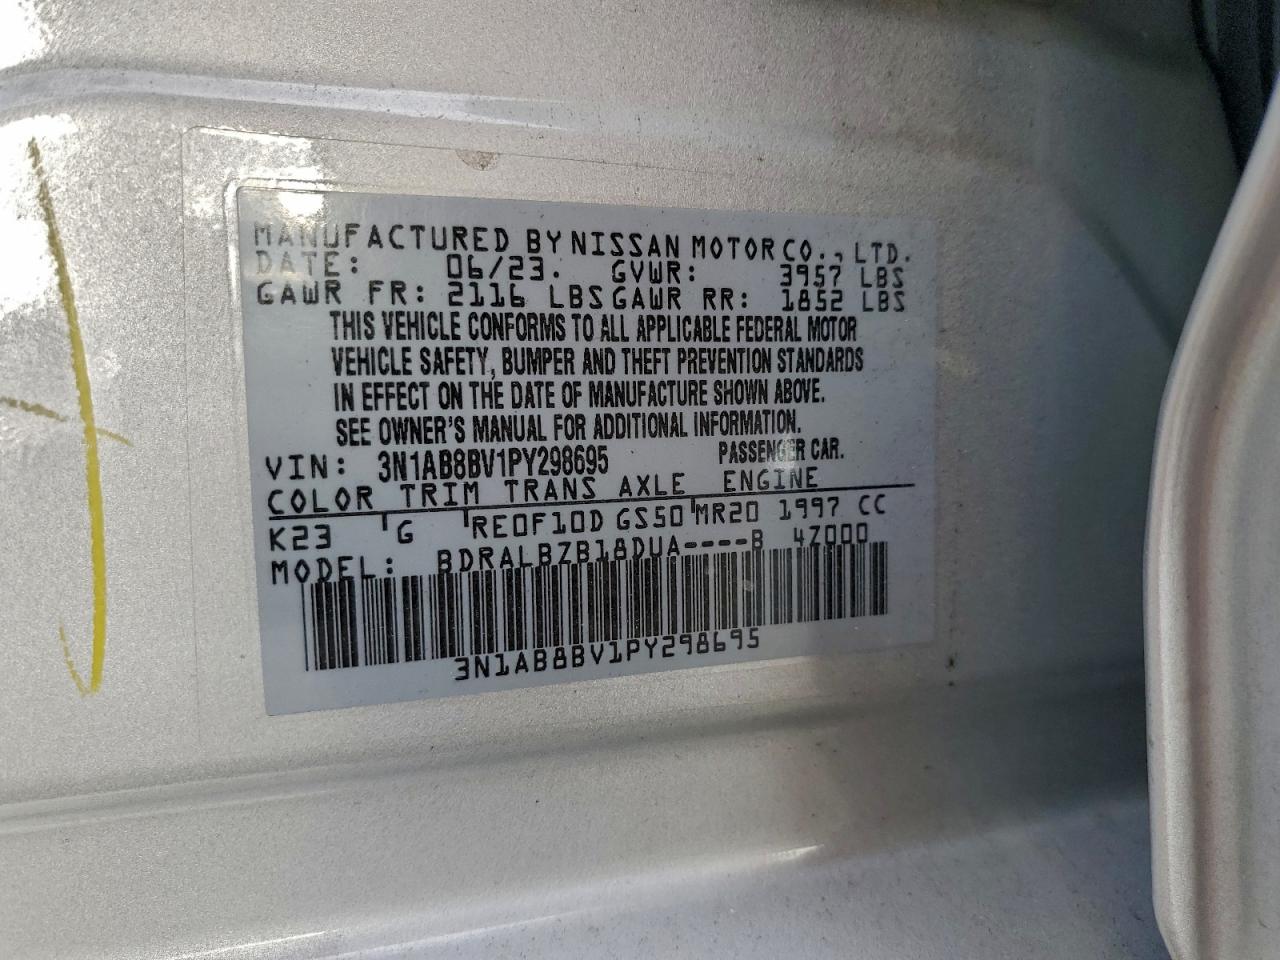 MANUFACTURED BY NISSAN MOTOR CO., LTD.
DATE: 06/23. GVWR: 3957 LBS
GAWR FR: 2116 LBS GAWR RR: 1852 LBS
THIS VEHICLE CONFORMS TO ALL APPLICABLE FEDERAL MOTOR
VEHICLE SAFETY, BUMPER AND THEFT PREVENTION STANDARDS
IN EFFECT ON THE DATE OF MANUFACTURE SHOWN ABOVE.
SEE OWNER'S MANUAL FOR ADDITIONAL INFORMATION.
VIN: 3N1AB8BV1PY298695 PASSENGER CAR.
COLOR TRIM TRANS AXLE ENGINE
K23 G RE0F10D GS50 MR20 1997 CC
MODEL: BDRALBZB18DUA----B 4Z000
3N1AB8BV1PY298695